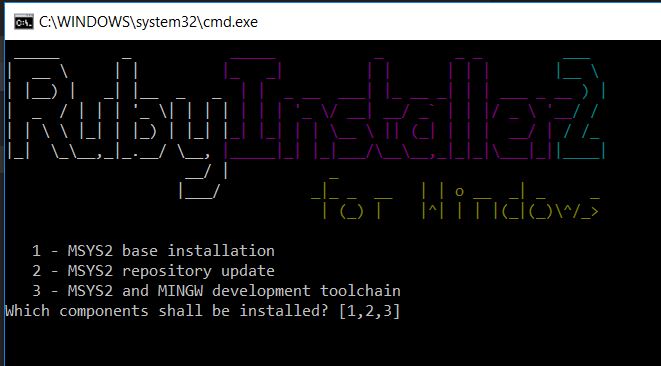 C:\WINDOWS\system32\cmd.exe
RubyInstaller2
for Windows
1 - MSYS2 base installation
2 - MSYS2 repository update
3 - MSYS2 and MINGW development toolchain
Which components shall be installed? [1,2,3]